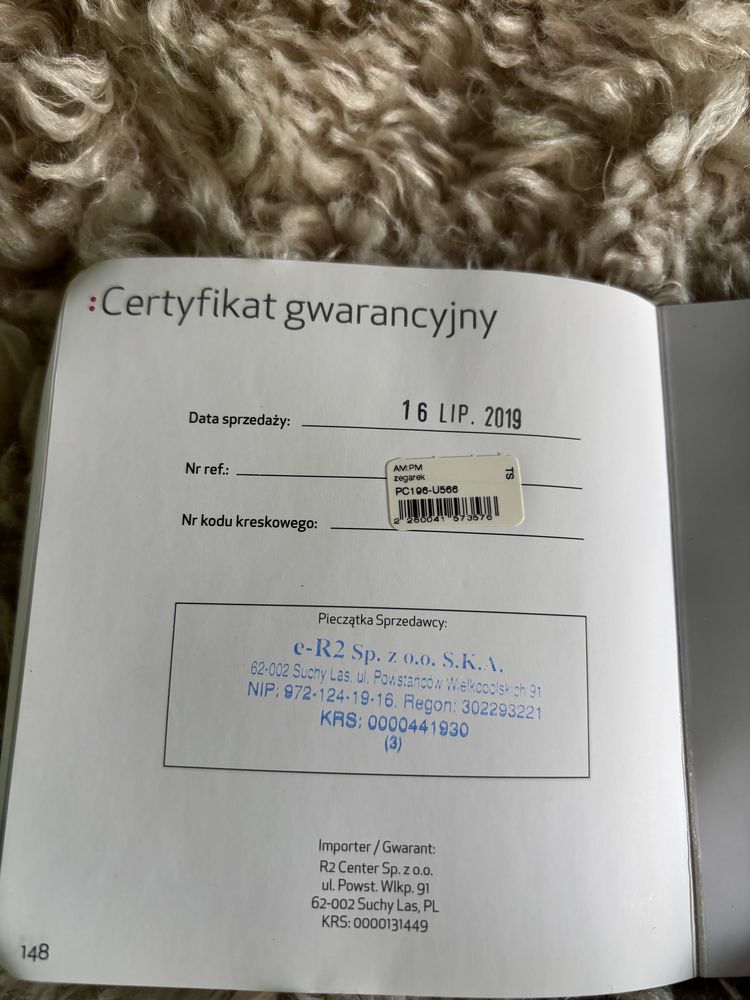 :Certyfikat gwarancyjny
Data sprzedaży: 16 LIP. 2019
Nr ref.:
AM:PM
zegarek
TS
PC196-U566
Nr kodu kreskowego:
2 260041 573576
Pieczątka Sprzedawcy:
e-R2 Sp. z o.o. S.K.A.
62-002 Suchy Las, ul. Powstańców Wielkopolskich 91
NIP: 972-124-19-16, Regon: 302293221
KRS: 0000441930
(3)
Importer / Gwarant:
R2 Center Sp. z o.o.
ul. Powst. Wlkp. 91
62-002 Suchy Las, PL
KRS: 0000131449
148